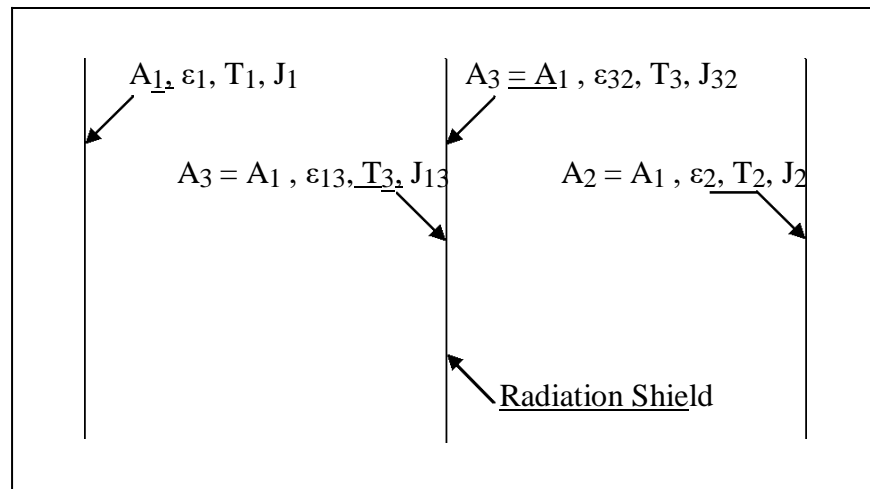 A₁, ε₁, T₁, J₁
A₃ = A₁ , ε₃₂, T₃, J₃₂
A₃ = A₁ , ε₁₃, T₃, J₁₃
A₂ = A₁ , ε₂, T₂, J₂
Radiation Shield